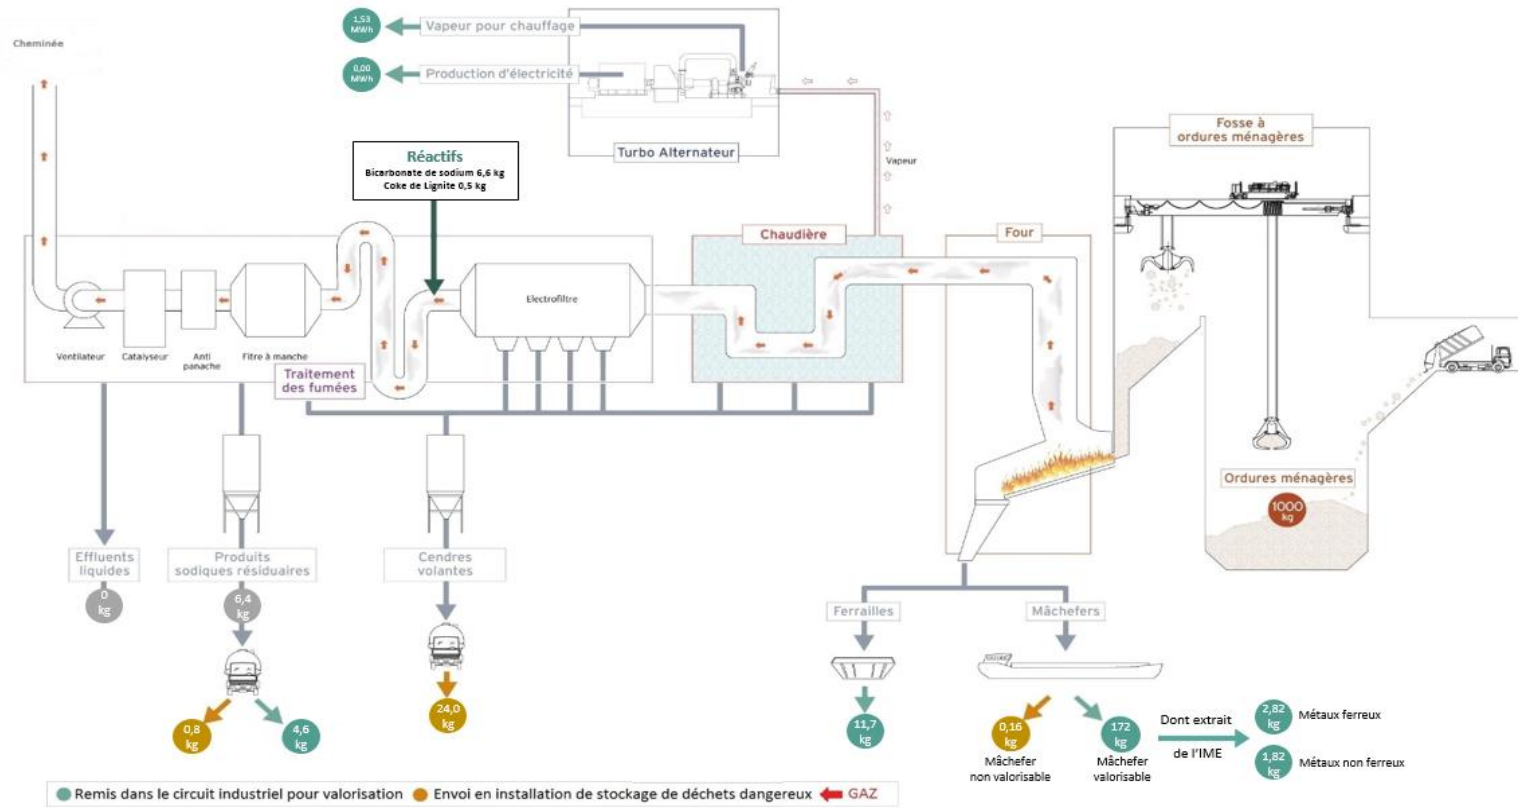 1,53
MWh
Vapeur pour chauffage
Cheminée
0,00
MWh
Production d'électricité
Turbo Alternateur
Vapeur
Fosse à
ordures ménagères
Réactifs
Bicarbonate de sodium 6,6 kg
Coke de Lignite 0,5 kg
Chaudière
Four
Electrofiltre
Ventilateur
Catalyseur
Anti
panache
Fitre à manche
Traitement
des fumées
Ordures ménagères
1000
kg
Effluents
liquides
0
kg
Produits
sodiques résiduaires
6,4
kg
Cendres
volantes
Ferrailles
Mâchefers
0,8
kg
4,6
kg
24,0
kg
11,7
kg
0,16
kg
Mâchefer
non valorisable
172
kg
Mâchefer
valorisable
Dont extrait
de l'IME
2,82
kg
Métaux ferreux
1,82
kg
Métaux non ferreux
Remis dans le circuit industriel pour valorisation
Envoi en installation de stockage de déchets dangereux
GAZ